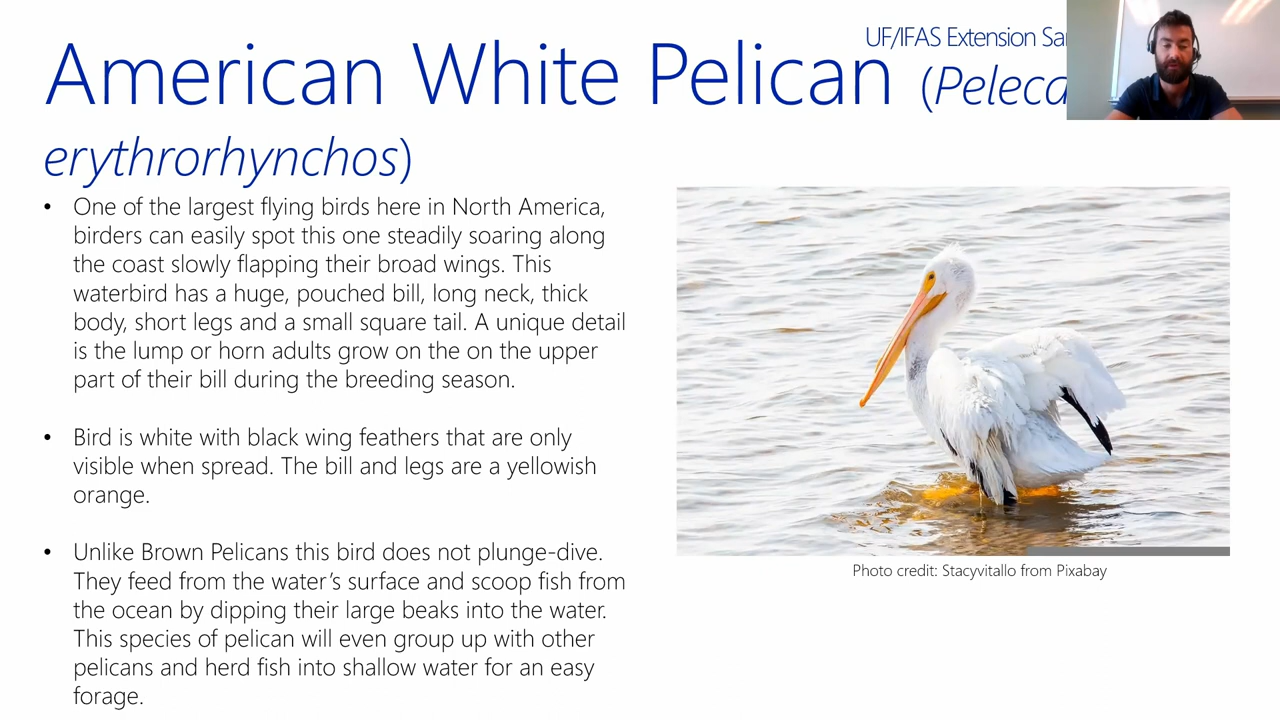 UF/IFAS Extension
American White Pelican
erythrorhynchos)
• One of the largest flying birds here in North America,
birders can easily spot this one steadily soaring along
the coast slowly flapping their broad wings. This
waterbird has a huge, pouched bill, long neck, thick
body, short legs and a small square tail. A unique detail
is the lump or horn adults grow on the on the upper
part of their bill during the breeding season.
• Bird is white with black wing feathers that are only
visible when spread. The bill and legs are a yellowish
orange.
• Unlike Brown Pelicans this bird does not plunge-dive.
They feed from the water’s surface and scoop fish from
the ocean by dipping their large beaks into the water.
This species of pelican will even group up with other
pelicans and herd fish into shallow water for an easy
forage.
Photo credit: Stacyvitallo from Pixabay